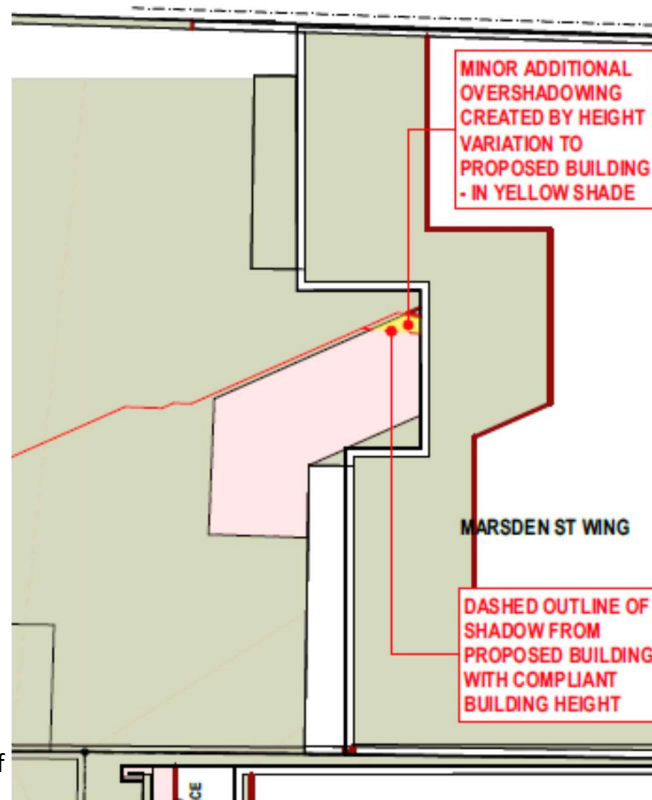 MINOR ADDITIONAL
OVERSHADOWING
CREATED BY HEIGHT
VARIATION TO
PROPOSED BUILDING
- IN YELLOW SHADE
MARSDEN ST WING
DASHED OUTLINE OF
SHADOW FROM
PROPOSED BUILDING
WITH COMPLIANT
BUILDING HEIGHT
f
CE